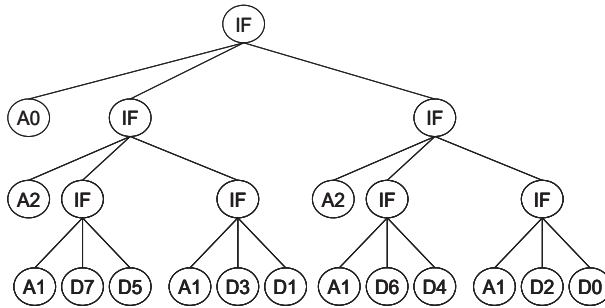 IF
A0 IF IF
A2 IF IF A2 IF IF
A1 D7 D5 A1 D3 D1 A1 D6 D4 A1 D2 D0